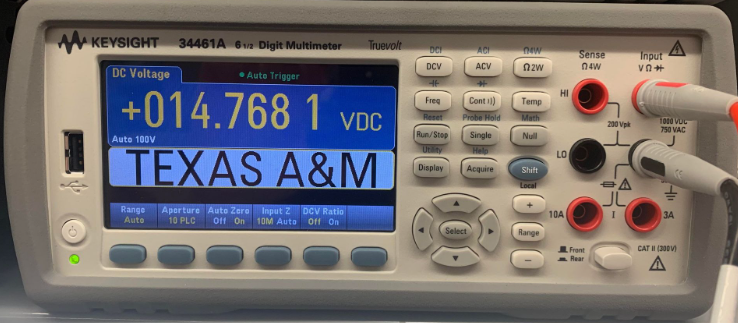 KEYSIGHT 34461A 6 1/2 Digit Multimeter Truevolt
DC Voltage
Auto Trigger
+014.768 1 VDC
Auto 100V
TEXAS A&M
Range Aperture Auto Zero Input Z DCV Ratio
Auto 10 PLC Off On 10M Auto Off On
DCI ACI Ω4W
DCV ACV Ω2W
Freq Cont Temp
Reset Probe Hold Math
Run/Stop Single Null
Utility Help
Display Acquire Shift
Local
+
Select Range
−
Sense Input
Ω4W VΩ
HI
200 Vpk
1000 VDC
750 VAC
LO
10A I 3A
Front
Rear
CAT II (300V)